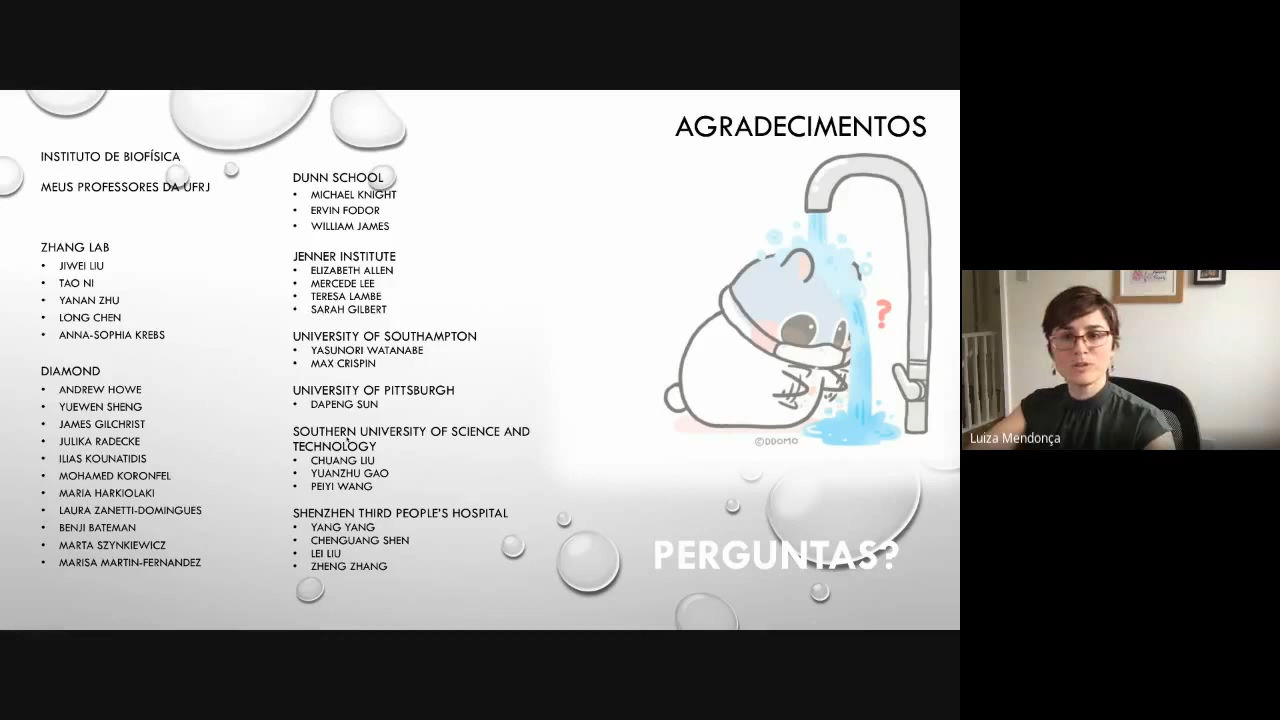 AGRADECIMENTOS
INSTITUTO DE BIOFÍSICA
MEUS PROFESSORES DA UFRJ
ZHANG LAB
• JIWEI LIU
• TAO NI
• YANAN ZHU
• LONG CHEN
• ANNA-SOPHIA KREBS
DIAMOND
• ANDREW HOWE
• YUEWEN SHENG
• JAMES GILCHRIST
• JULIKA RADECKE
• ILIAS KOUNATIDIS
• MOHAMED KORONFEL
• MARIA HARKIOLAKI
• LAURA ZANETTI-DOMINGUES
• BENJI BATEMAN
• MARTA SZYNKIEWICZ
• MARISA MARTIN-FERNANDEZ
DUNN SCHOOL
• MICHAEL KNIGHT
• ERVIN FODOR
• WILLIAM JAMES
JENNER INSTITUTE
• ELIZABETH ALLEN
• MERCEDE LEE
• TERESA LAMBE
• SARAH GILBERT
UNIVERSITY OF SOUTHAMPTON
• YASUNORI WATANABE
• MAX CRISPIN
UNIVERSITY OF PITTSBURGH
• DAPENG SUN
SOUTHERN UNIVERSITY OF SCIENCE AND
TECHNOLOGY
• CHUANG LIU
• YUANZHU GAO
• PEIYI WANG
SHENZHEN THIRD PEOPLE'S HOSPITAL
• YANG YANG
• CHENGUANG SHEN
• LEI LIU
• ZHENG ZHANG
?
©DDOMO
PERGUNTAS?
Luiza Mendonça